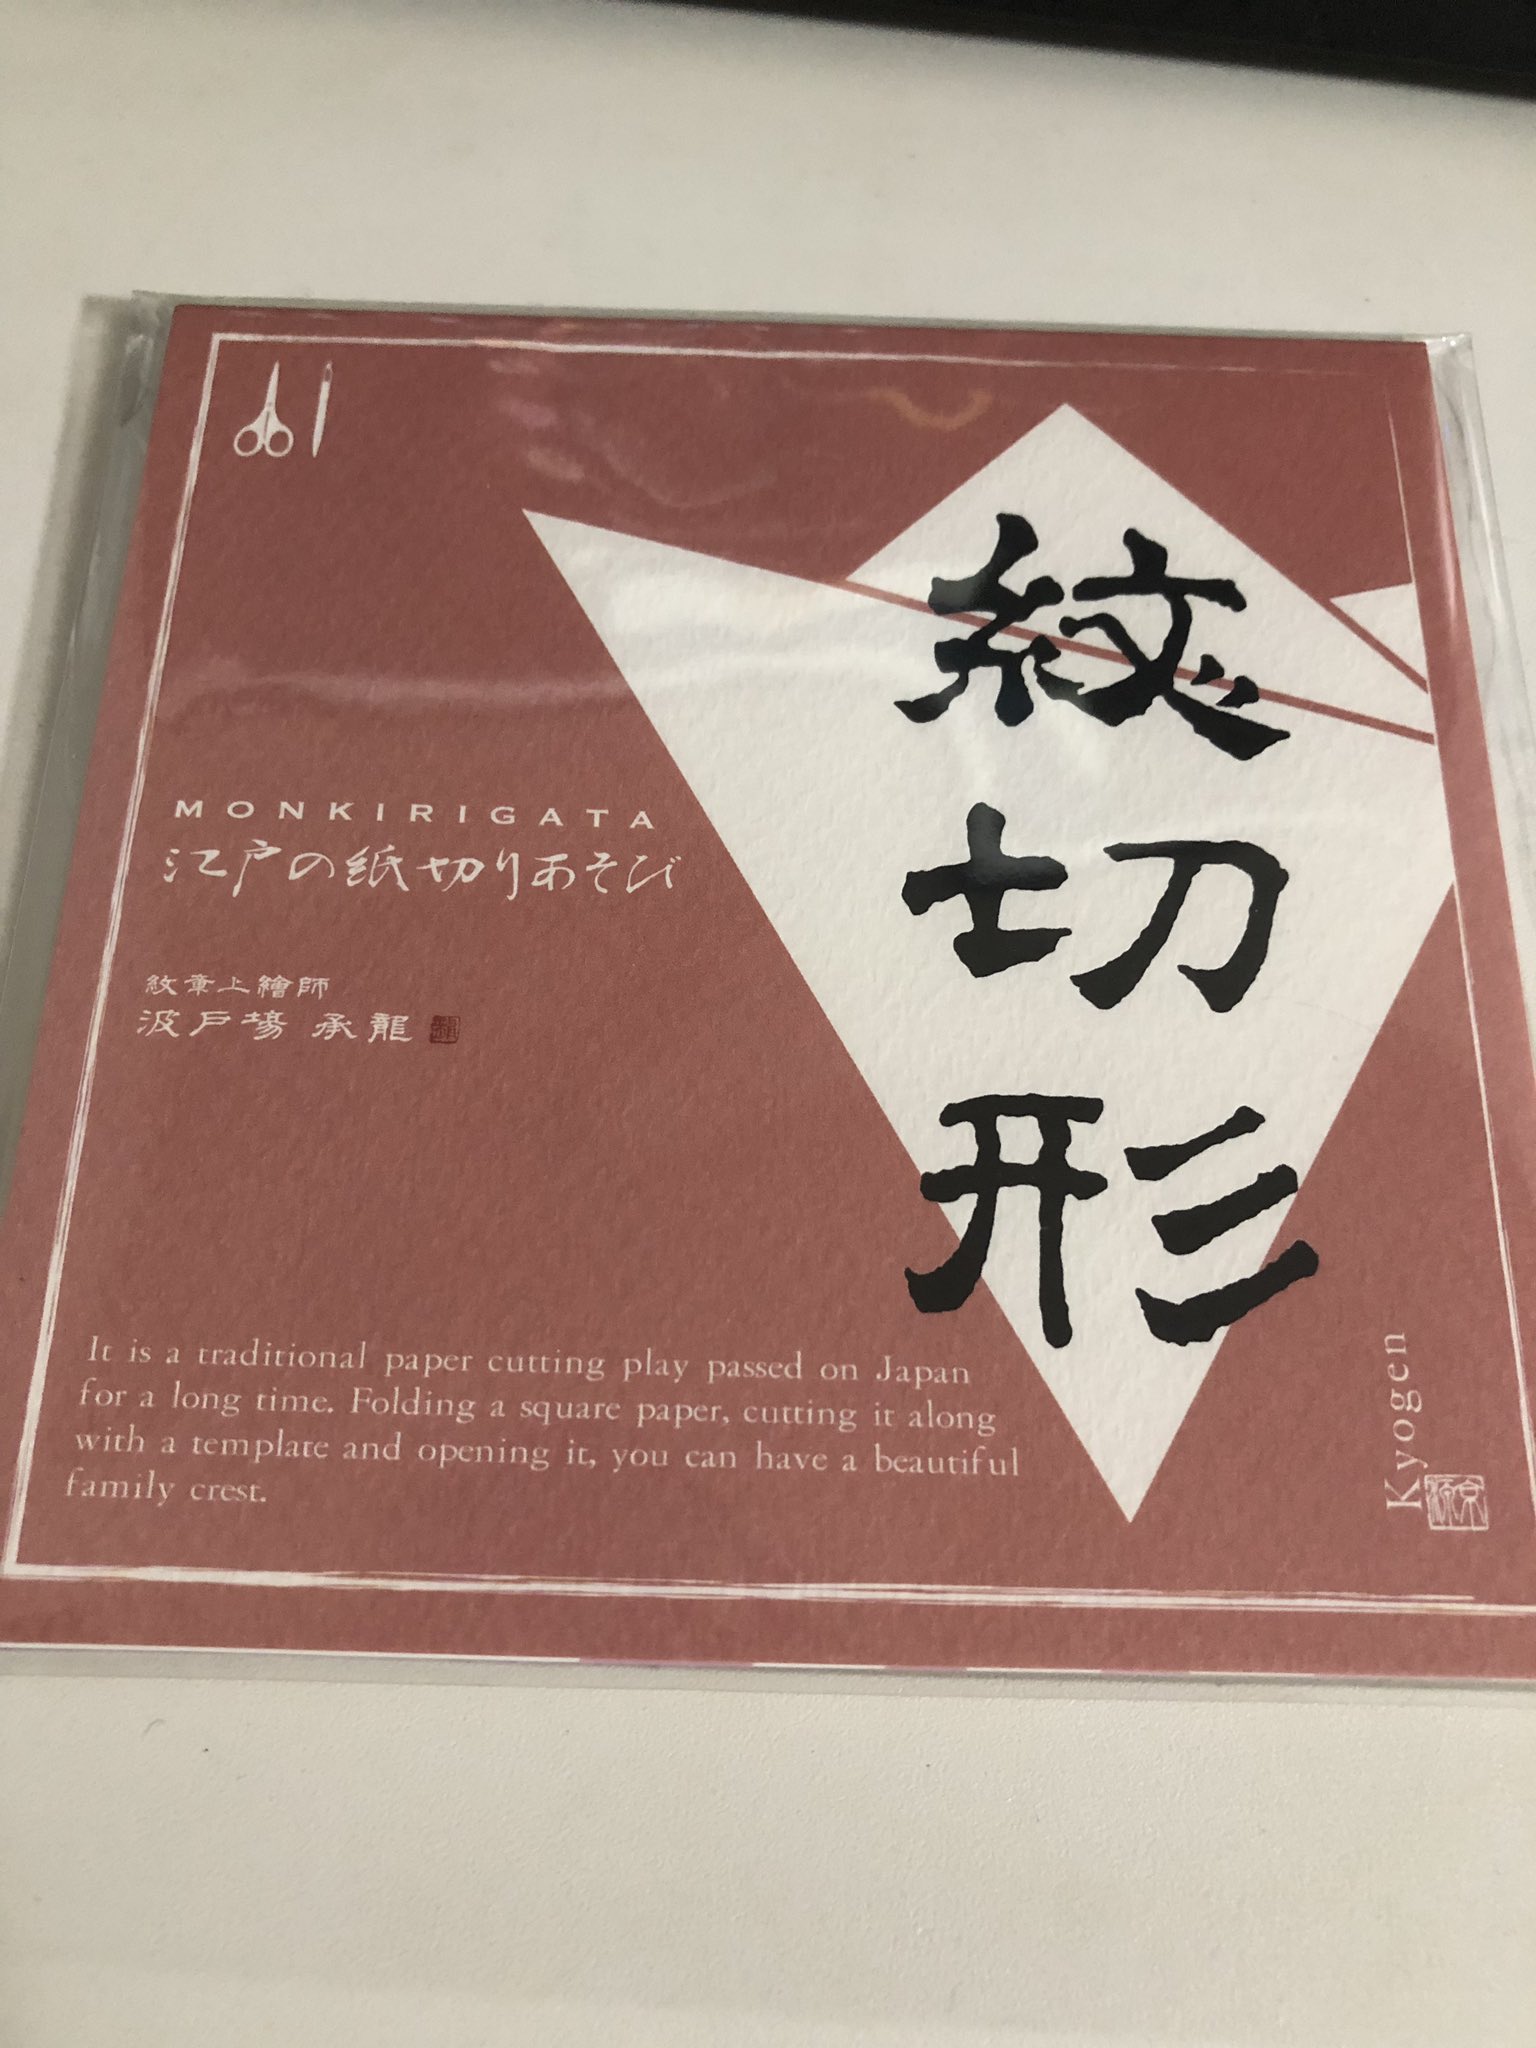 紋切形
MONKIRIGATA
江戸の紙切りあそび
紋章上繪師
波戸場 承龍
It is a traditional paper cutting play passed on Japan
for a long time. Folding a square paper, cutting it along
with a template and opening it, you can have a beautiful
family crest.
Kyogen
京源